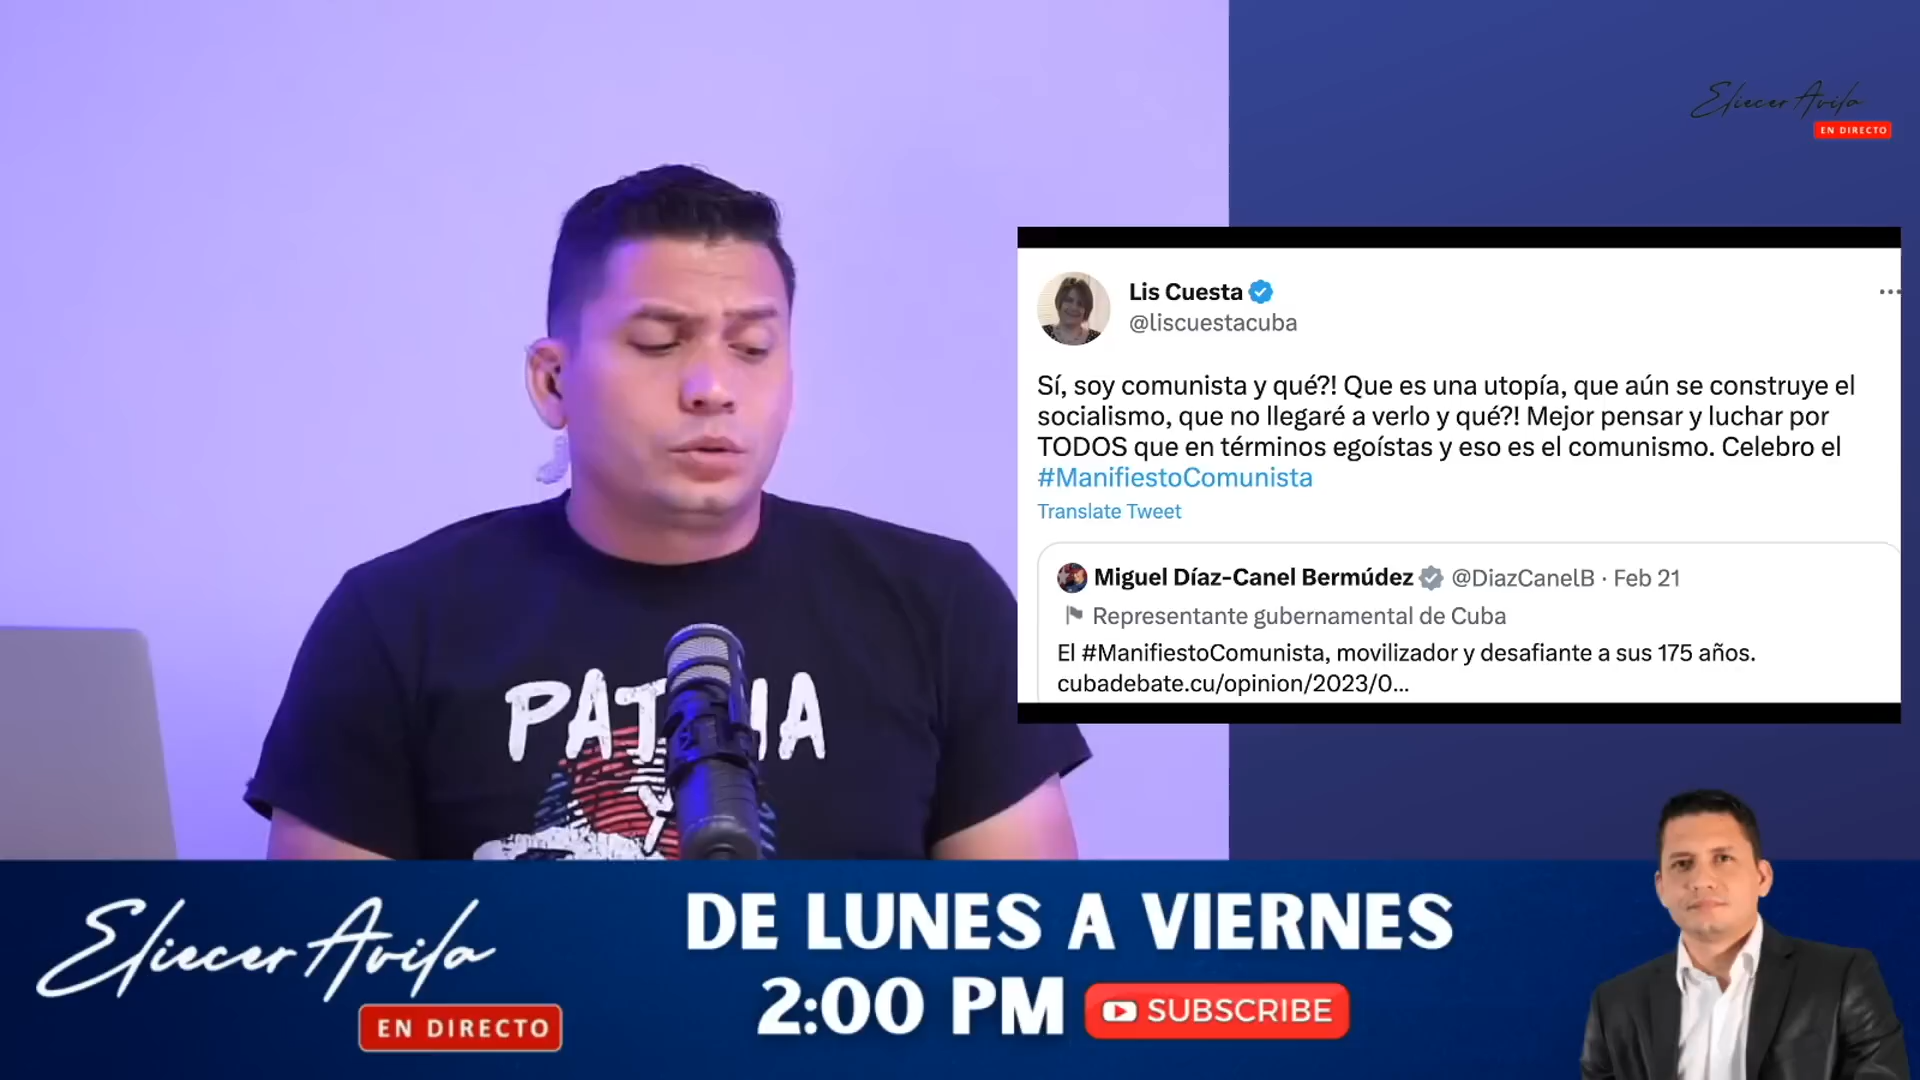 Eliecer Avila
EN DIRECTO
Lis Cuesta
@liscuestacuba
Sí, soy comunista y qué?! Que es una utopía, que aún se construye el
socialismo, que no llegaré a verlo y qué?! Mejor pensar y luchar por
TODOS que en términos egoístas y eso es el comunismo. Celebro el
#ManifiestoComunista
Translate Tweet
Miguel Díaz-Canel Bermúdez @DiazCanelB · Feb 21
Representante gubernamental de Cuba
El #ManifiestoComunista, movilizador y desafiante a sus 175 años.
cubadebate.cu/opinion/2023/0...
PAT IA
Y
Eliecer Avila
EN DIRECTO
DE LUNES A VIERNES
2:00 PM
SUBSCRIBE